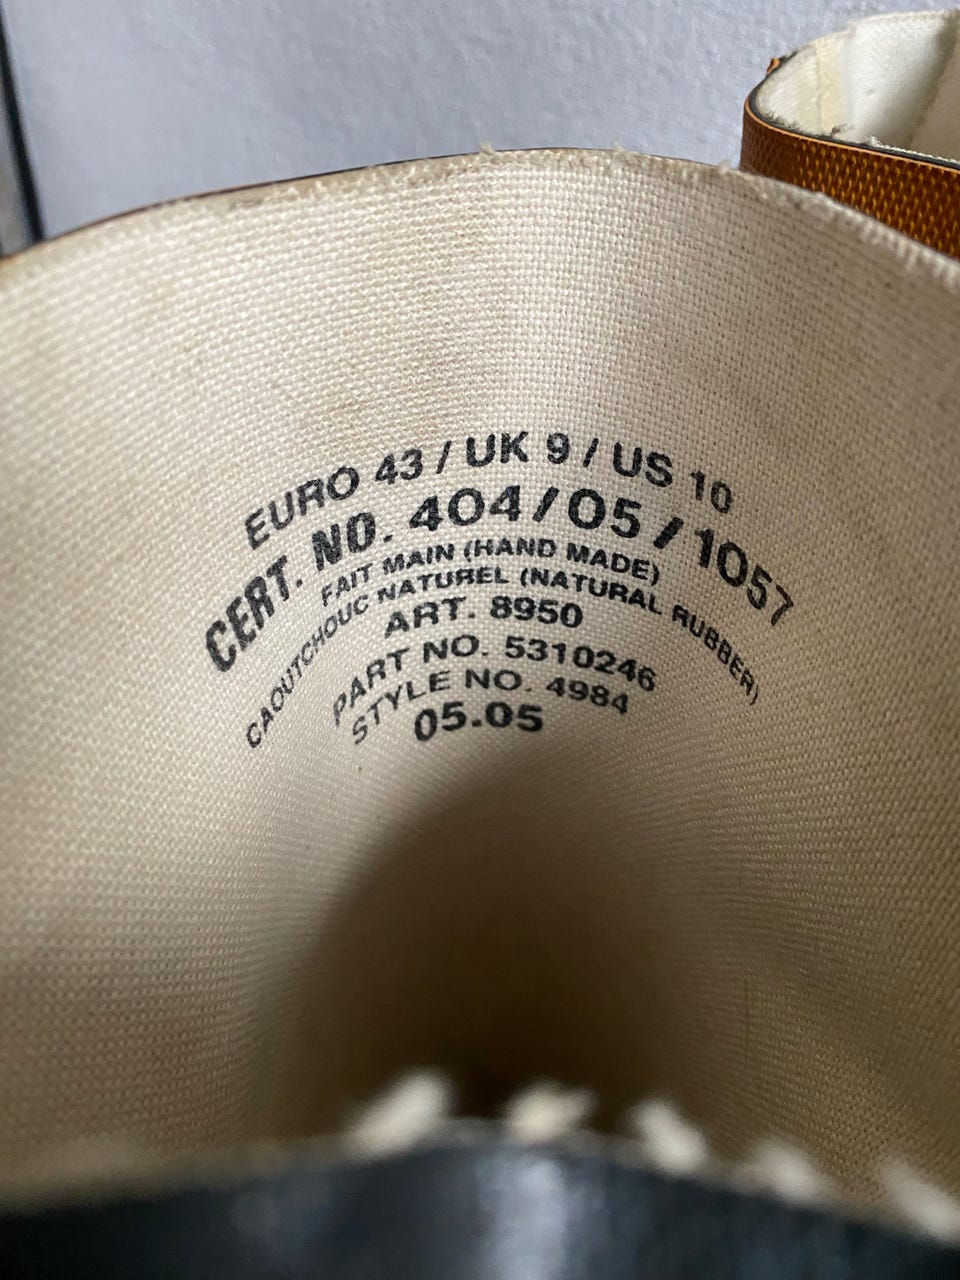 EURO 43 / UK 9 / US 10
CERT. NO. 404/05/1057
FAIT MAIN (HAND MADE)
CAOUTCHOUC NATUREL (NATURAL RUBBER)
ART. 8950
PART NO. 5310246
STYLE NO. 4984
05.05